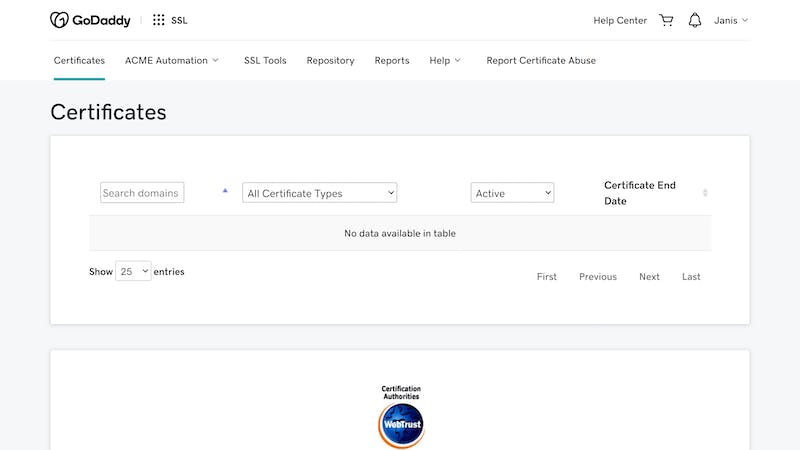 GoDaddy SSL Help Center Janis
Certificates ACME Automation SSL Tools Repository Reports Help Report Certificate Abuse
Certificates
Search domains All Certificate Types Active Certificate End
Date
No data available in table
Show 25 entries
First Previous Next Last
Certification
Authorities
WebTrust